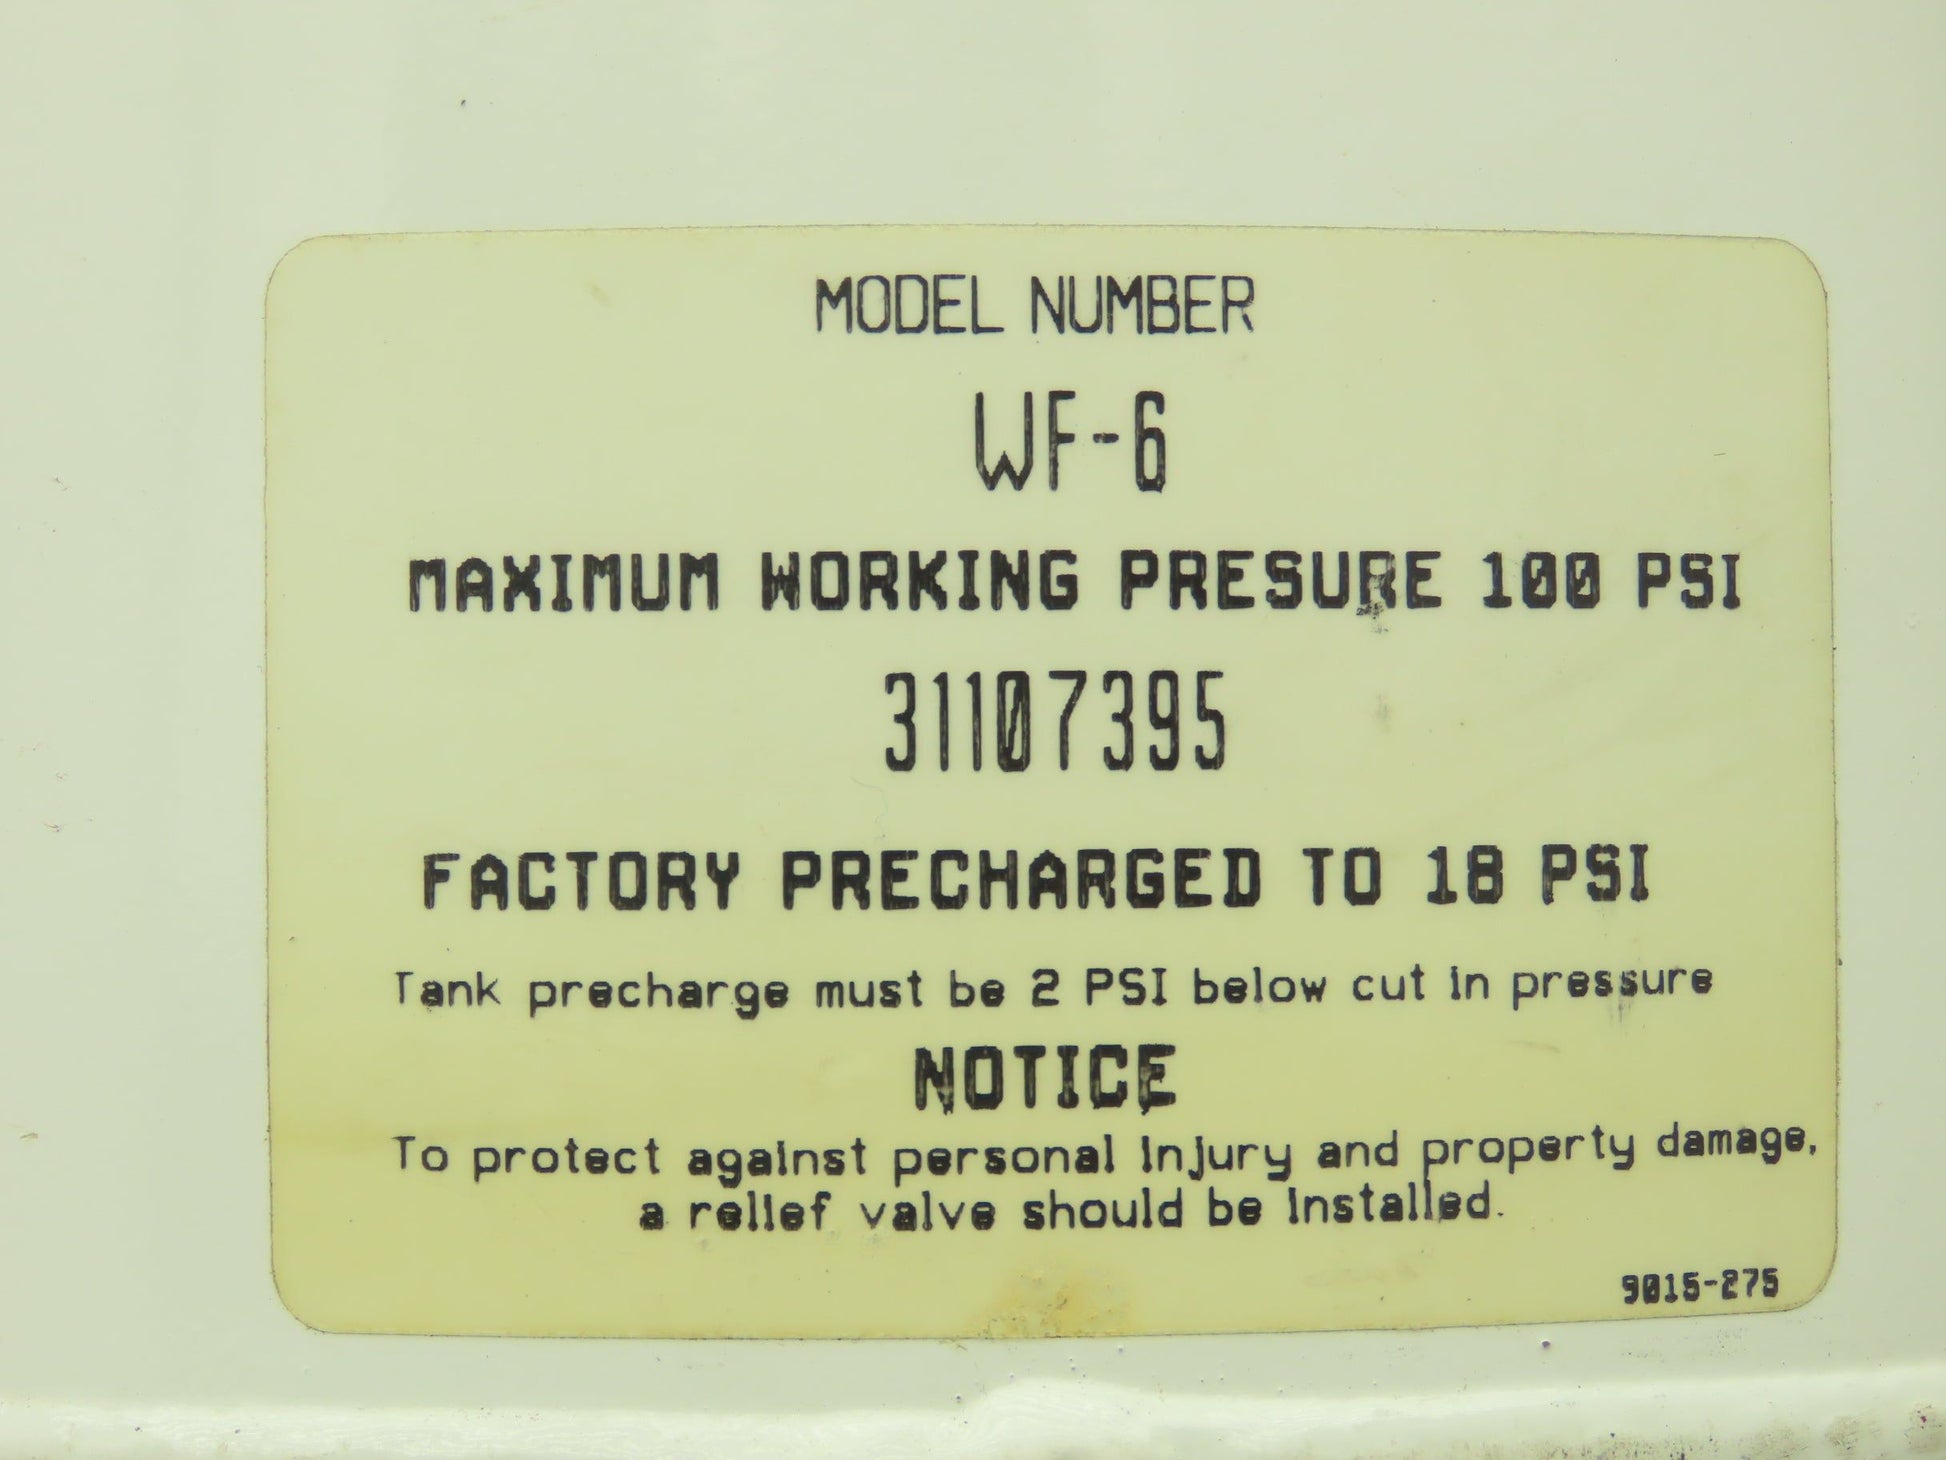 MODEL NUMBER
WF-6
MAXIMUM WORKING PRESURE 100 PSI
31107395
FACTORY PRECHARGED TO 18 PSI
Tank precharge must be 2 PSI below cut in pressure
NOTICE
To protect against personal injury and property damage,
a relief valve should be installed.
9015-275